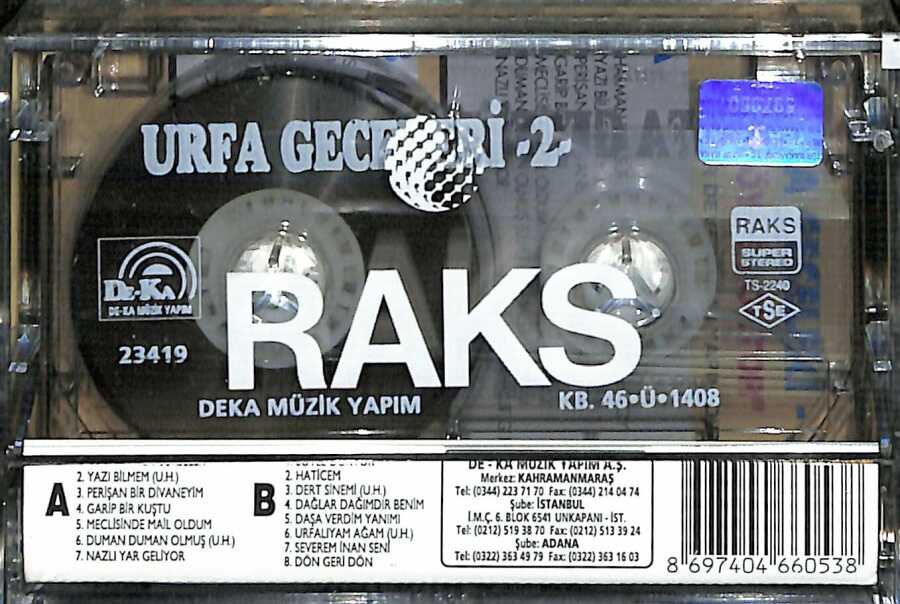 URFA GECELERİ -2-
RAKS
SUPER
STEREO
TS-2240
TSE
DE-KA
DE-KA MÜZİK YAPIM
23419
RAKS
DEKA MÜZİK YAPIM
KB. 46•Ü•1408
A
2. YAZI BİLMEM (U.H.)
3. PERİŞAN BİR DİVANEYİM
4. GARİP BİR KUŞTU
5. MECLİSİNDE MAİL OLDUM
6. DUMAN DUMAN OLMUŞ (U.H.)
7. NAZLI YAR GELİYOR
B
2. HATİCEM
3. DERT SİNEMİ (U.H.)
4. DAĞLAR DAĞIMDIR BENİM
5. DAŞA VERDİM YANIMI
6. URFALIYAM AĞAM (U.H.)
7. SEVEREM İNAN SENİ
8. DÖN GERİ DÖN
DE - KA MÜZİK YAPIM A.Ş.
Merkez: KAHRAMANMARAŞ
Tel: (0344) 223 71 70 Fax: (0344) 214 04 74
Şube: İSTANBUL
İ.M.Ç. 6. BLOK 6541 UNKAPANI - İST.
Tel: (0212) 519 38 70 Fax: (0212) 513 39 24
Şube: ADANA
Tel: (0322) 363 49 79 Fax: (0322) 363 16 03
8 697404 660538